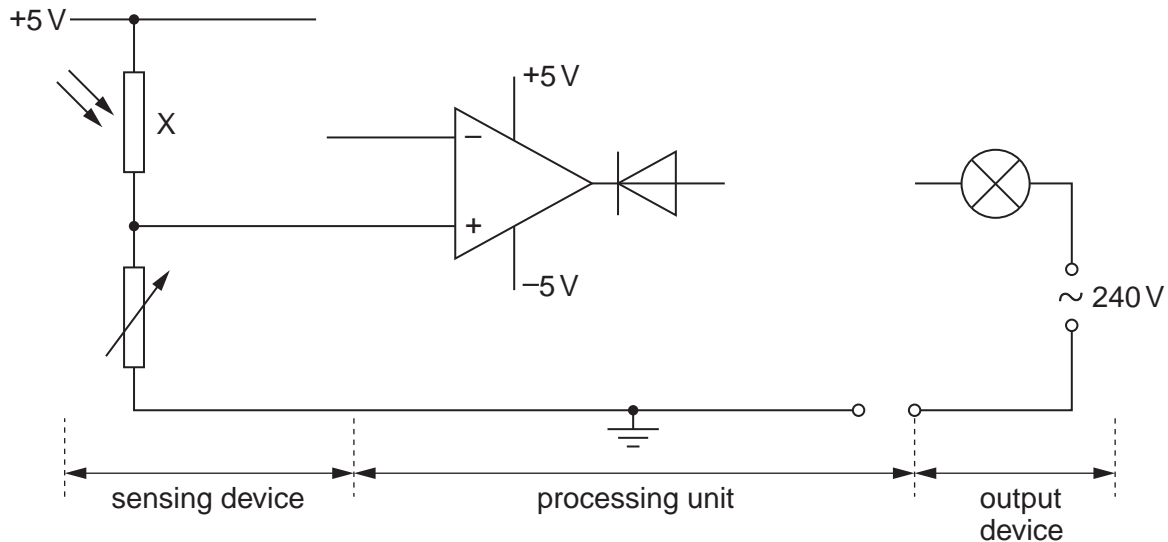 +5 V
X
+5 V
–
+
–5 V
~ 240 V
sensing device
processing unit
output
device